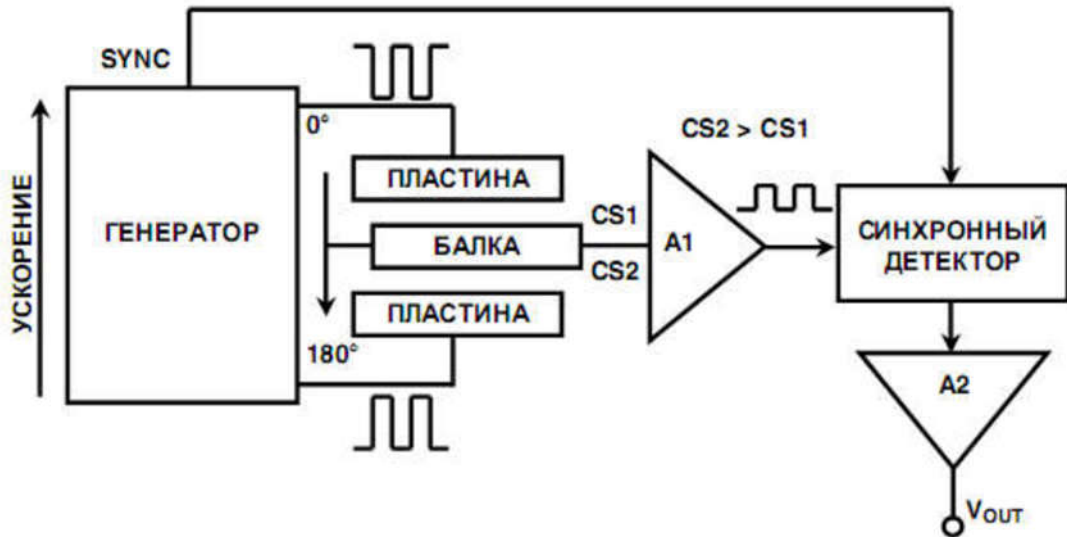 SYNC
УСКОРЕНИЕ
ГЕНЕРАТОР
0°
ПЛАСТИНА
БАЛКА
ПЛАСТИНА
180°
CS1
CS2
CS2 > CS1
A1
СИНХРОННЫЙ
ДЕТЕКТОР
A2
VOUT